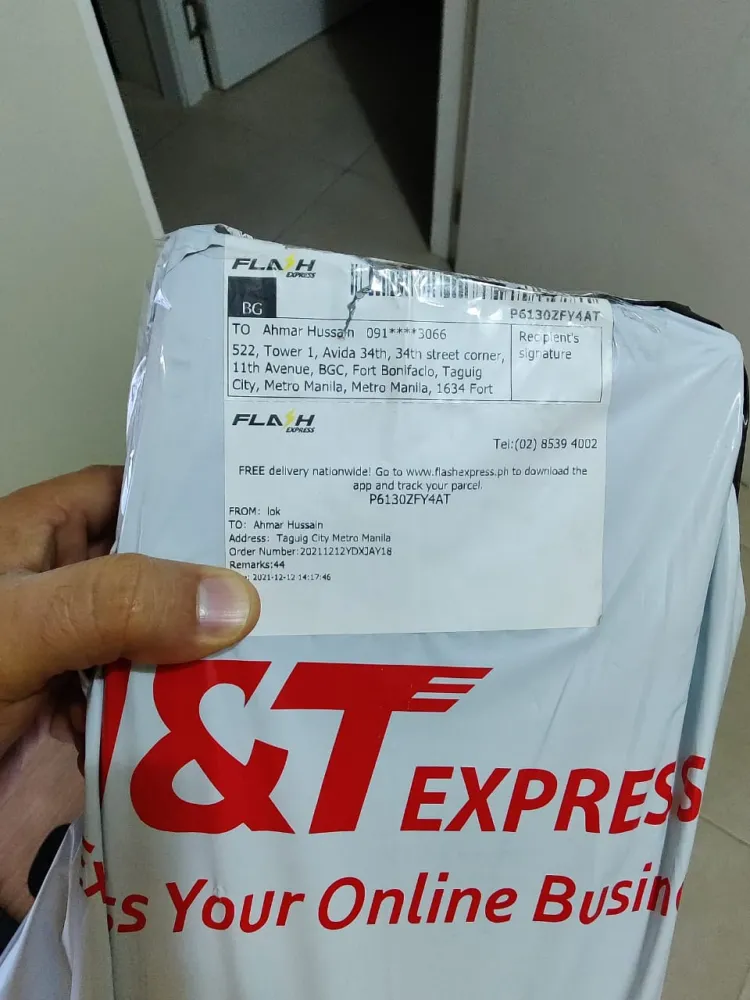 FLASH
EXPRESS
BG
P6130ZFY4AT
TO Ahmar Hussain 091****3066
522, Tower 1, Avida 34th, 34th street corner,
11th Avenue, BGC, Fort Bonifacio, Taguig
City, Metro Manila, Metro Manila, 1634 Fort
Recipient's
signature
FLASH
EXPRESS
Tel:(02) 8539 4002
FREE delivery nationwide! Go to www.flashexpress.ph to download the
app and track your parcel.
P6130ZFY4AT
FROM: lok
TO: Ahmar Hussain
Address: Taguig City Metro Manila
Order Number:20211212YDXJAY18
Remarks:44
2021-12-12 14:17:46
J&T EXPRESS
Your Online